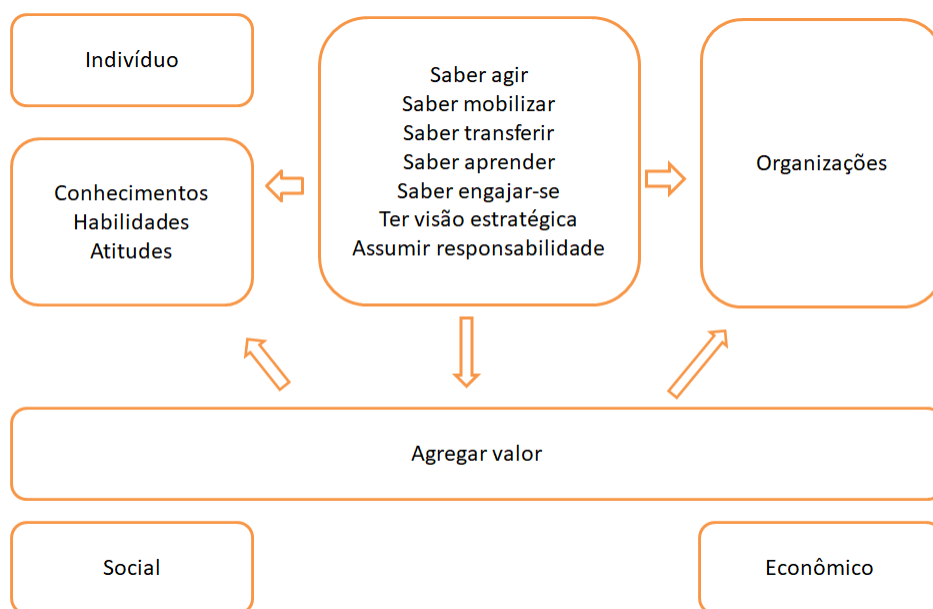 Indivíduo
Conhecimentos
Habilidades
Atitudes
Saber agir
Saber mobilizar
Saber transferir
Saber aprender
Saber engajar-se
Ter visão estratégica
Assumir responsabilidade
Organizações
Agregar valor
Social
Econômico